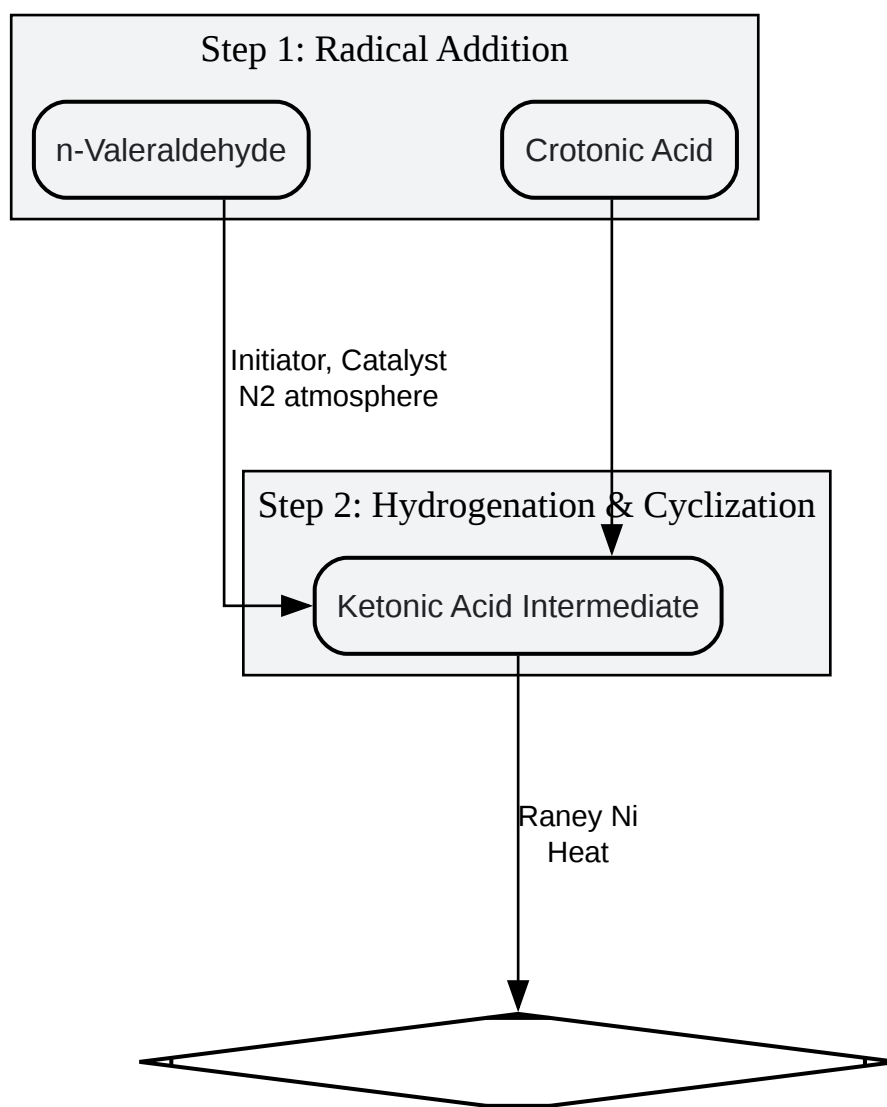 Step 1: Radical Addition
n-Valeraldehyde
Crotonic Acid
Initiator, Catalyst
N2 atmosphere
Step 2: Hydrogenation & Cyclization
Ketonic Acid Intermediate
Raney Ni
Heat